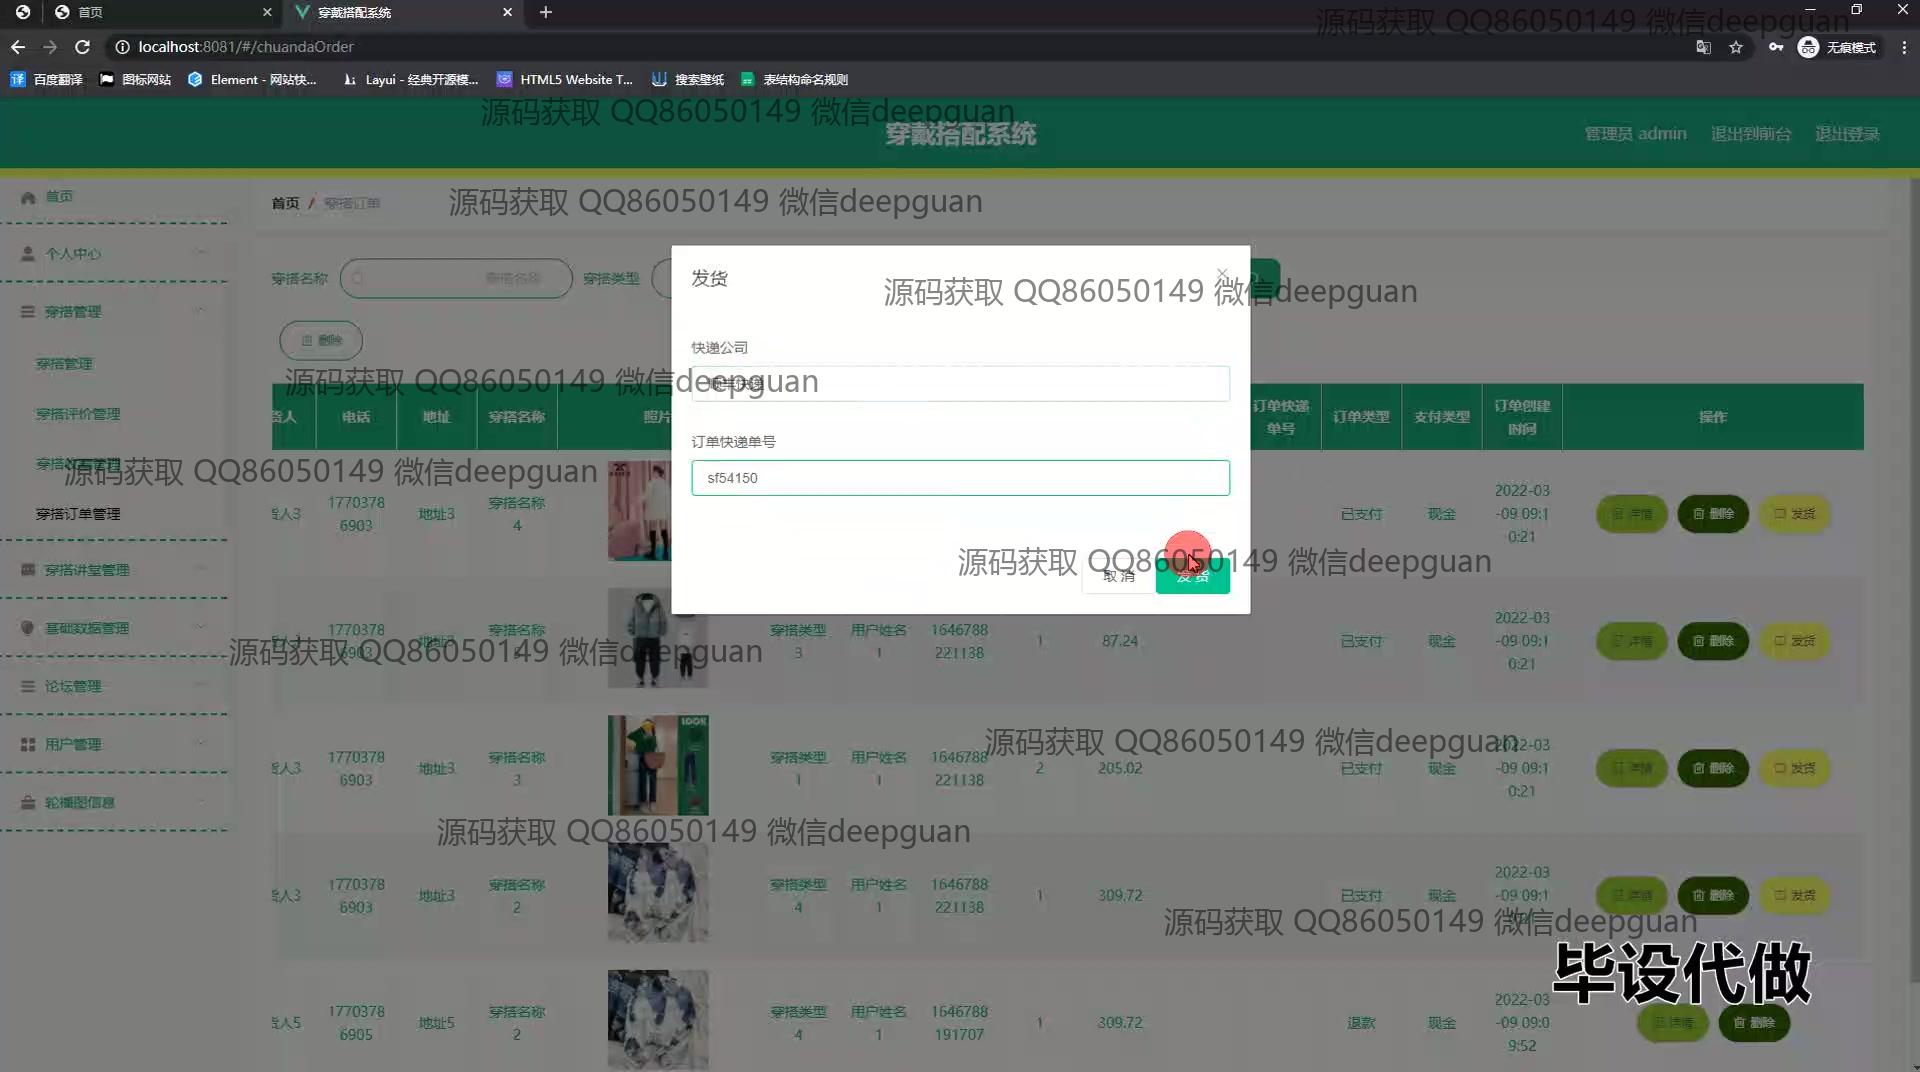 首页
穿戴搭配系统
localhost:8081/#/chuandaOrder
无痕模式
百度翻译
图标网站
Element - 网站快...
Layui - 经典开源模...
HTML5 Website T...
搜索壁纸
表结构命名规则
源码获取 QQ86050149 微信deepguan
源码获取 QQ86050149 微信deepguan
穿戴搭配系统
管理员 admin
退出到前台
退出登录
首页
个人中心
穿搭管理
穿搭管理
穿搭评价管理
穿搭订单管理
穿搭讲堂管理
基础数据管理
论坛管理
用户管理
轮播图信息
首页 / 穿搭订单
源码获取 QQ86050149 微信deepguan
穿搭名称
穿搭名称
穿搭类型
删除
发货
源码获取 QQ86050149 微信deepguan
快递公司
源码获取 QQ86050149 微信deepguan
订单快递单号
sf54150
取 消
发 货
源码获取 QQ86050149 微信deepguan
源码获取 QQ86050149 微信deepguan
货人 电话 地址 穿搭名称 照片 订单快递单号 订单类型 支付类型 订单创建时间 操作
货人3 17703786903 地址3 穿搭名称4 已支付 现金 2022-03-09 09:10:21 详情 删除 发货
17703786903 穿搭名称 穿搭类型3 用户姓名1 1646788221138 1 87.24 已支付 现金 2022-03-09 09:10:21 详情 删除 发货
源码获取 QQ86050149 微信deepguan
货人3 17703786903 地址3 穿搭名称3 100K 穿搭类型1 用户姓名1 1646788221138 2 205.02 已支付 现金 2022-03-09 09:10:21 详情 删除 发货
源码获取 QQ86050149 微信deepguan
源码获取 QQ86050149 微信deepguan
货人3 17703786903 地址3 穿搭名称2 穿搭类型4 用户姓名1 1646788221138 1 309.72 已支付 现金 2022-03-09 09:1 详情 删除 发货
源码获取 QQ86050149 微信deepguan
毕设代做
货人5 17703786905 地址5 穿搭名称2 穿搭类型4 用户姓名1 1646788191707 1 309.72 退款 现金 2022-03-09 09:09:52 详情 删除